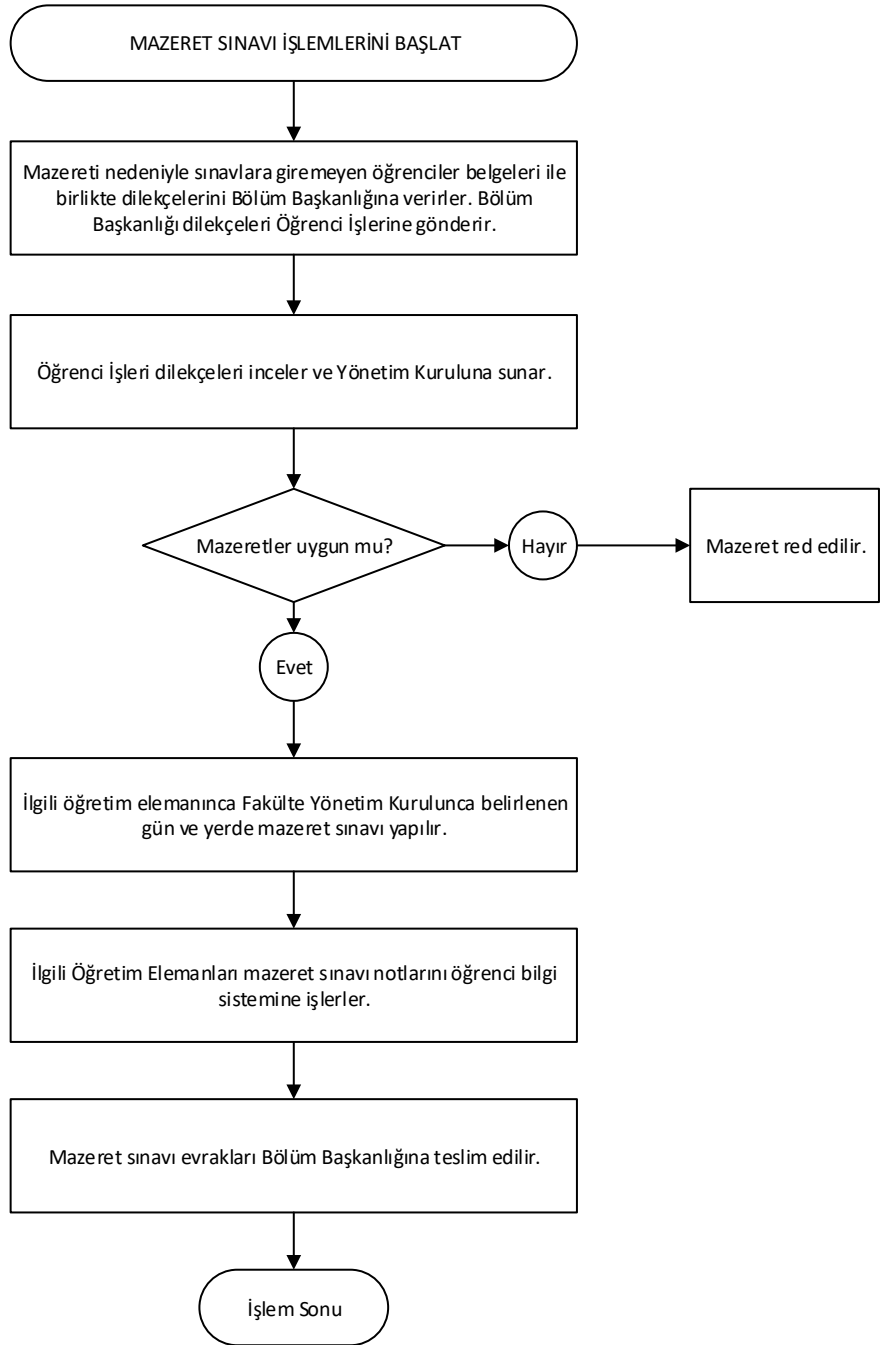 MAZERET SINAVI İŞLEMLERİNİ BAŞLAT
Mazereti nedeniyle sınavlara giremeyen öğrenciler belgeleri ile
birlikte dilekçelerini Bölüm Başkanlığına verirler. Bölüm
Başkanlığı dilekçeleri Öğrenci İşlerine gönderir.
Öğrenci İşleri dilekçeleri inceler ve Yönetim Kuruluna sunar.
Mazeretler uygun mu?
Hayır
Mazeret red edilir.
Evet
İlgili öğretim elemanınca Fakülte Yönetim Kurulunca belirlenen
gün ve yerde mazeret sınavı yapılır.
İlgili Öğretim Elemanları mazeret sınavı notlarını öğrenci bilgi
sistemine işlerler.
Mazeret sınavı evrakları Bölüm Başkanlığına teslim edilir.
İşlem Sonu